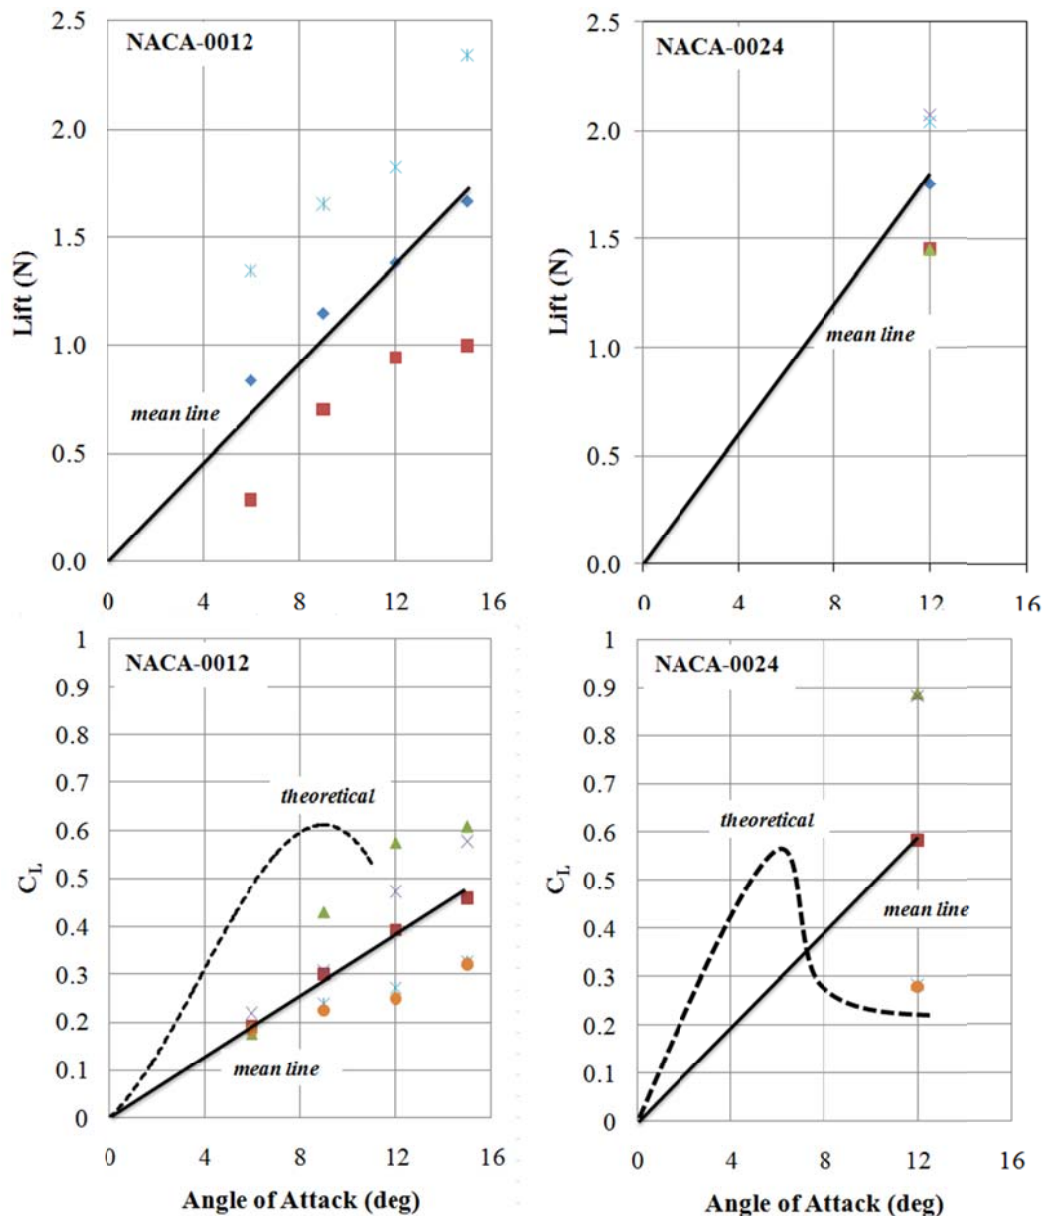 2.5
NACA-0012
2.0
1.5
Lift (N)
1.0
mean line
0.5
0.0
0 4 8 12 16
2.5
NACA-0024
2.0
1.5
Lift (N)
mean line
1.0
0.5
0.0
0 4 8 12 16
1
NACA-0012
0.9
0.8
0.7
theoretical
0.6
CL
0.5
0.4
0.3
0.2
mean line
0.1
0
0 4 8 12 16
Angle of Attack (deg)
1
NACA-0024
0.9
0.8
0.7
theoretical
0.6
CL
0.5
mean line
0.4
0.3
0.2
0.1
0
0 4 8 12 16
Angle of Attack (deg)